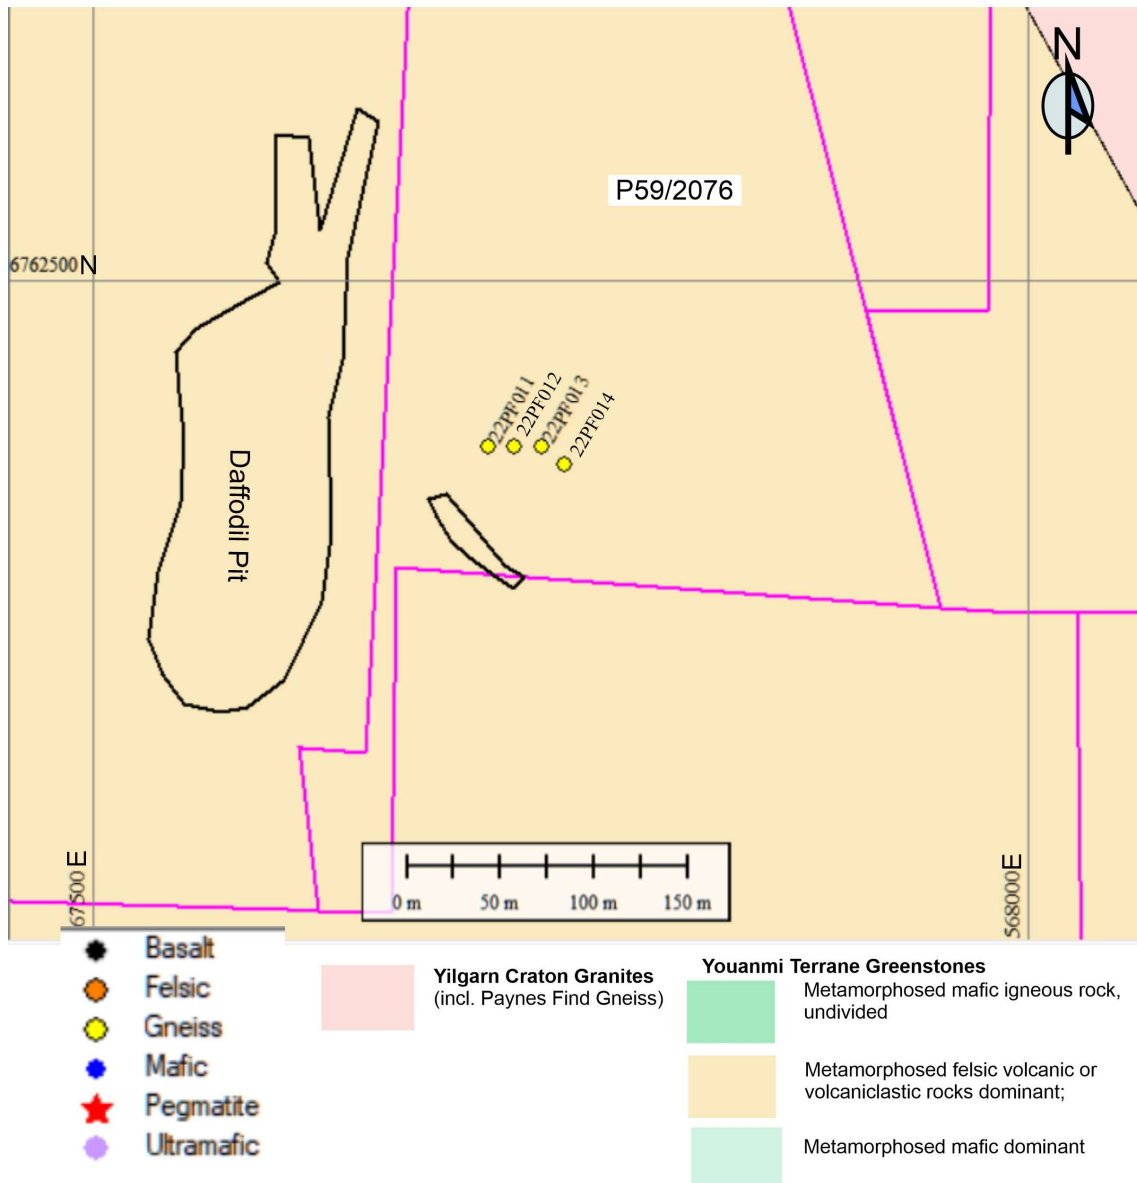 N
P59/2076
6762500 N
22PF011
22PF012
22PF013
22PF014
Daffodil Pit
67500 E
568000E
0 m
50 m
100 m
150 m
Basalt
Felsic
Gneiss
Mafic
Pegmatite
Ultramafic
Yilgarn Craton Granites
(incl. Paynes Find Gneiss)
Youanmi Terrane Greenstones
Metamorphosed mafic igneous rock,
undivided
Metamorphosed felsic volcanic or
volcaniclastic rocks dominant;
Metamorphosed mafic dominant